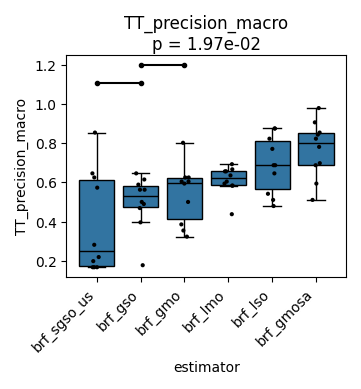 TT_precision_macro
p = 1.97e-02
TT_precision_macro
1.2
1.0
0.8
0.6
0.4
0.2
brf_sgso_us
brf_gso
brf_gmo
brf_lmo
brf_lso
brf_gmosa
estimator